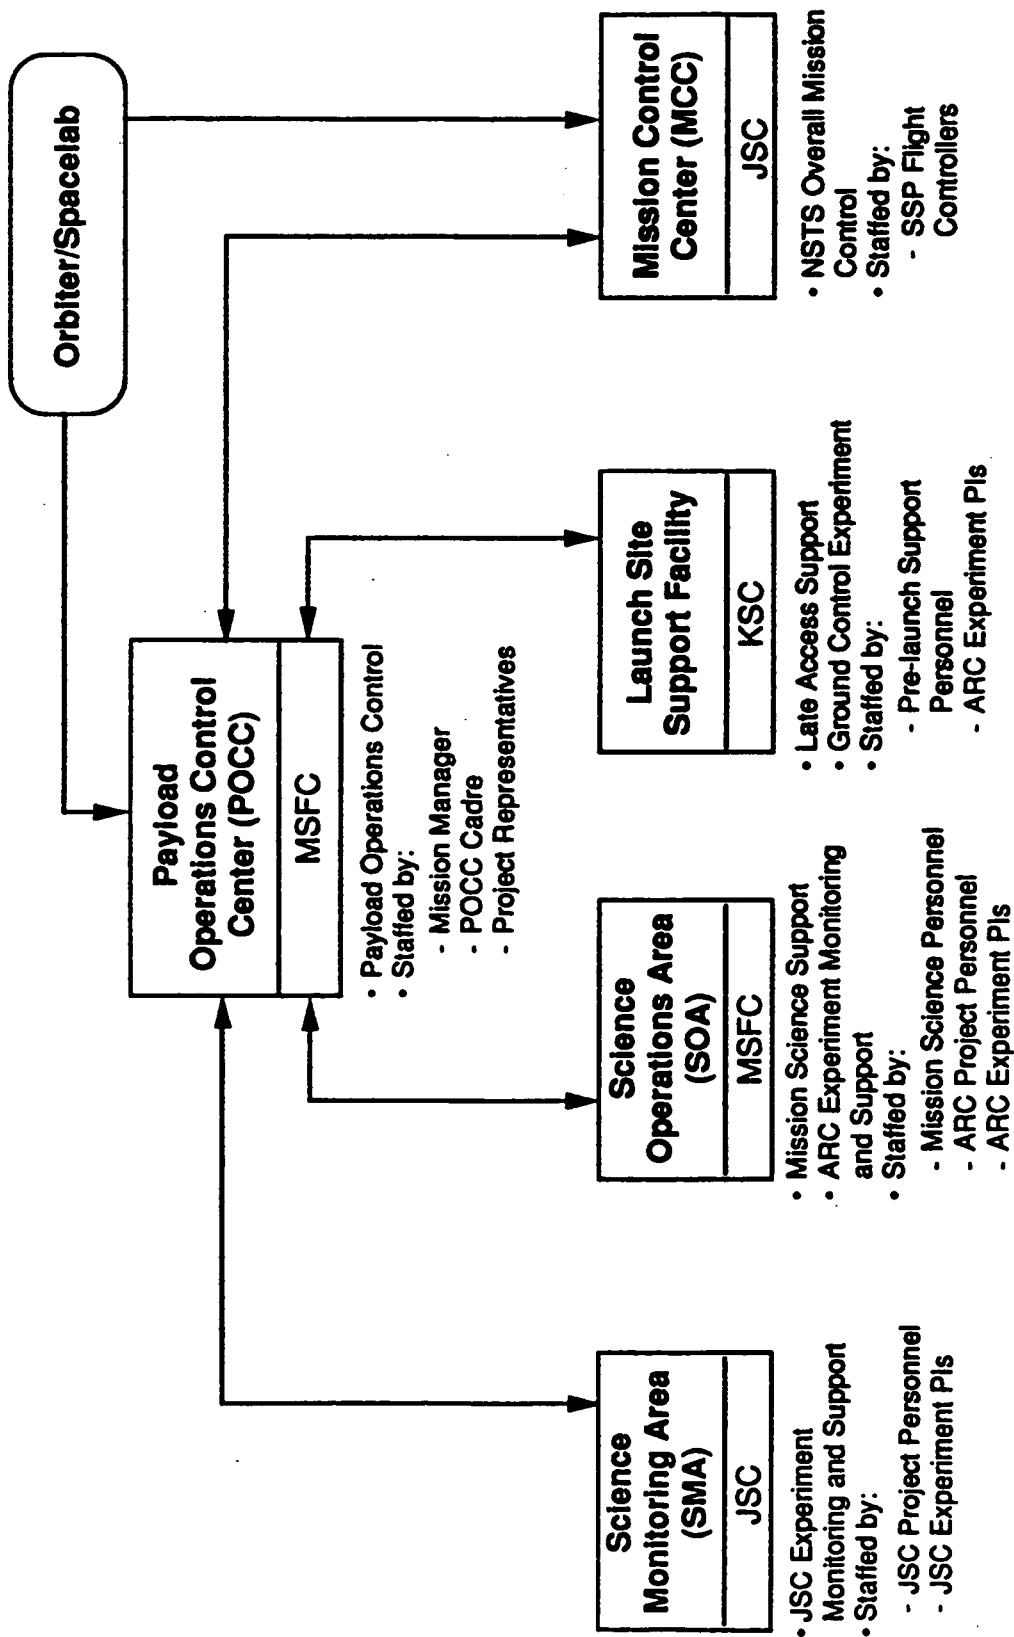 Orbiter/Spacelab
Payload
Operations Control
Center (POCC)
MSFC
• Payload Operations Control
• Staffed by:
- Mission Manager
- POCC Cadre
- Project Representatives
Science
Monitoring Area
(SMA)
JSC
• JSC Experiment
Monitoring and Support
• Staffed by:
- JSC Project Personnel
- JSC Experiment PIs
Science
Operations Area
(SOA)
MSFC
• Mission Science Support
• ARC Experiment Monitoring
and Support
• Staffed by:
- Mission Science Personnel
- ARC Project Personnel
- ARC Experiment PIs
Launch Site
Support Facility
KSC
• Late Access Support
• Ground Control Experiment
• Staffed by:
- Pre-launch Support
Personnel
- ARC Experiment PIs
Mission Control
Center (MCC)
JSC
• NSTS Overall Mission
Control
• Staffed by:
- SSP Flight
Controllers